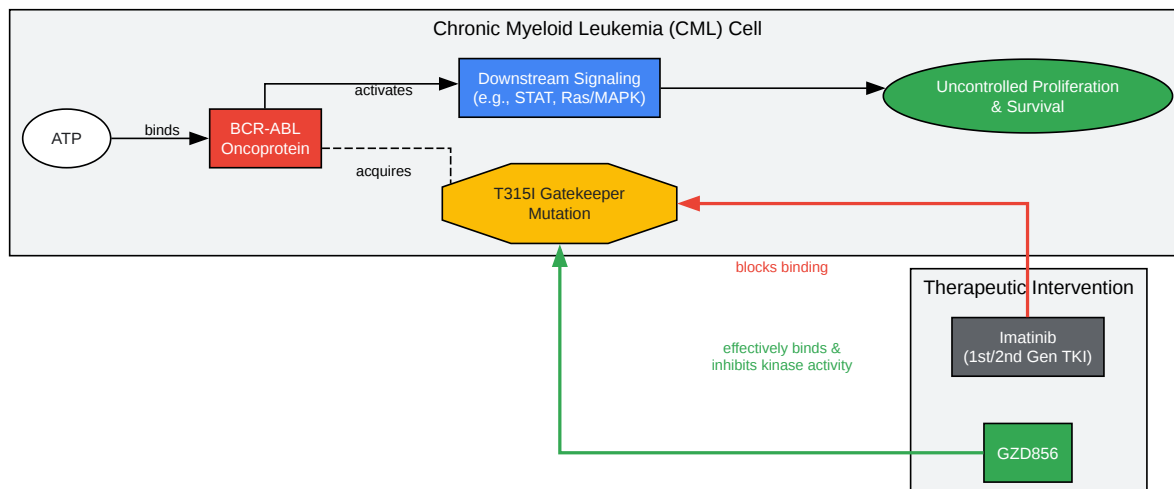 Chronic Myeloid Leukemia (CML) Cell
Downstream Signaling
(e.g., STAT, Ras/MAPK)
Uncontrolled Proliferation
& Survival
activates
ATP
binds
BCR-ABL
Oncoprotein
acquires
T315I Gatekeeper
Mutation
blocks binding
Therapeutic Intervention
Imatinib
(1st/2nd Gen TKI)
effectively binds &
inhibits kinase activity
GZD856